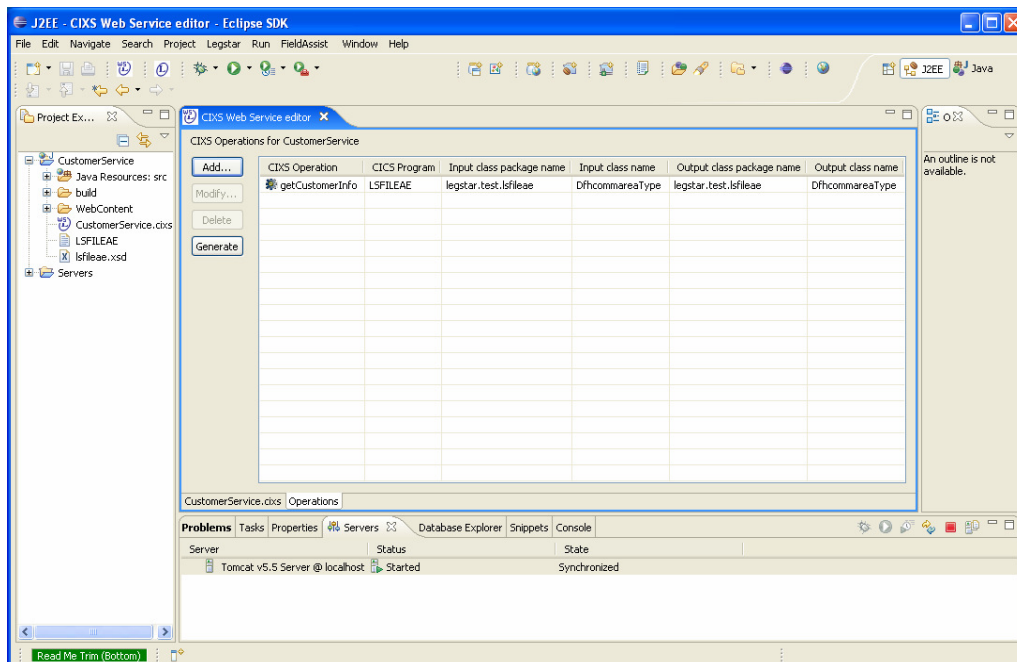 J2EE - CIXS Web Service editor - Eclipse SDK
File Edit Navigate Search Project Legstar Run FieldAssist Window Help
J2EE Java
Project Ex...
CIXS Web Service editor
CIXS Operations for CustomerService
CustomerService
Java Resources: src
build
WebContent
CustomerService.cixs
LSFILEAE
lsfileae.xsd
Servers
Add...
Modify...
Delete
Generate
CIXS Operation CICS Program Input class package name Input class name Output class package name Output class name
getCustomerInfo LSFILEAE legstar.test.lsfileae DfhcommareaType legstar.test.lsfileae DfhcommareaType
CustomerService.cixs Operations
An outline is not
available.
Problems Tasks Properties Servers Database Explorer Snippets Console
Server Status State
Tomcat v5.5 Server @ localhost Started Synchronized
Read Me Trim (Bottom)